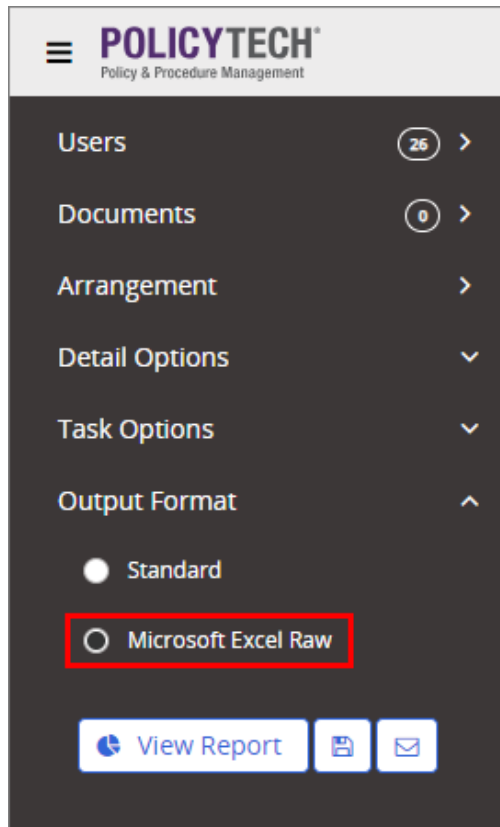 POLICYTECH®
Policy & Procedure Management
Users 26
Documents 0
Arrangement
Detail Options
Task Options
Output Format
Standard
Microsoft Excel Raw
View Report